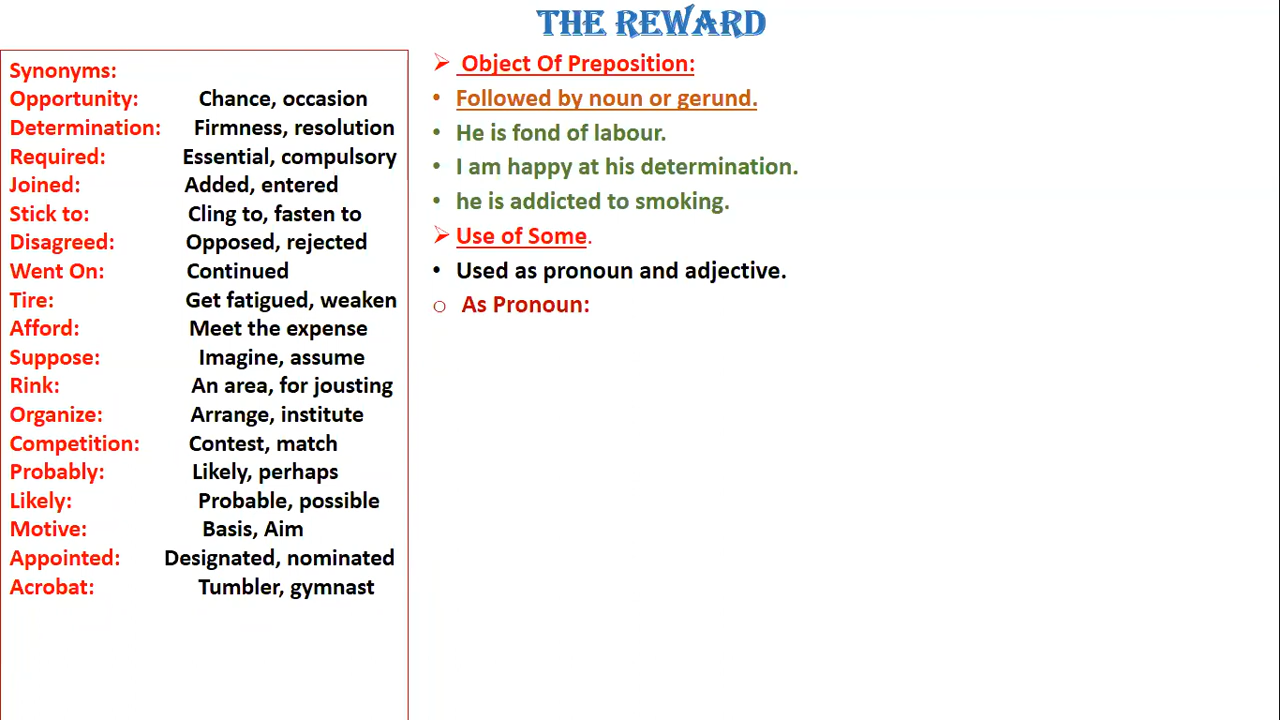 THE REWARD
Synonyms:
Opportunity: Chance, occasion
Determination: Firmness, resolution
Required: Essential, compulsory
Joined: Added, entered
Stick to: Cling to, fasten to
Disagreed: Opposed, rejected
Went On: Continued
Tire: Get fatigued, weaken
Afford: Meet the expense
Suppose: Imagine, assume
Rink: An area, for jousting
Organize: Arrange, institute
Competition: Contest, match
Probably: Likely, perhaps
Likely: Probable, possible
Motive: Basis, Aim
Appointed: Designated, nominated
Acrobat: Tumbler, gymnast
➢ Object Of Preposition:
• Followed by noun or gerund.
• He is fond of labour.
• I am happy at his determination.
• he is addicted to smoking.
➢ Use of Some.
• Used as pronoun and adjective.
o As Pronoun: